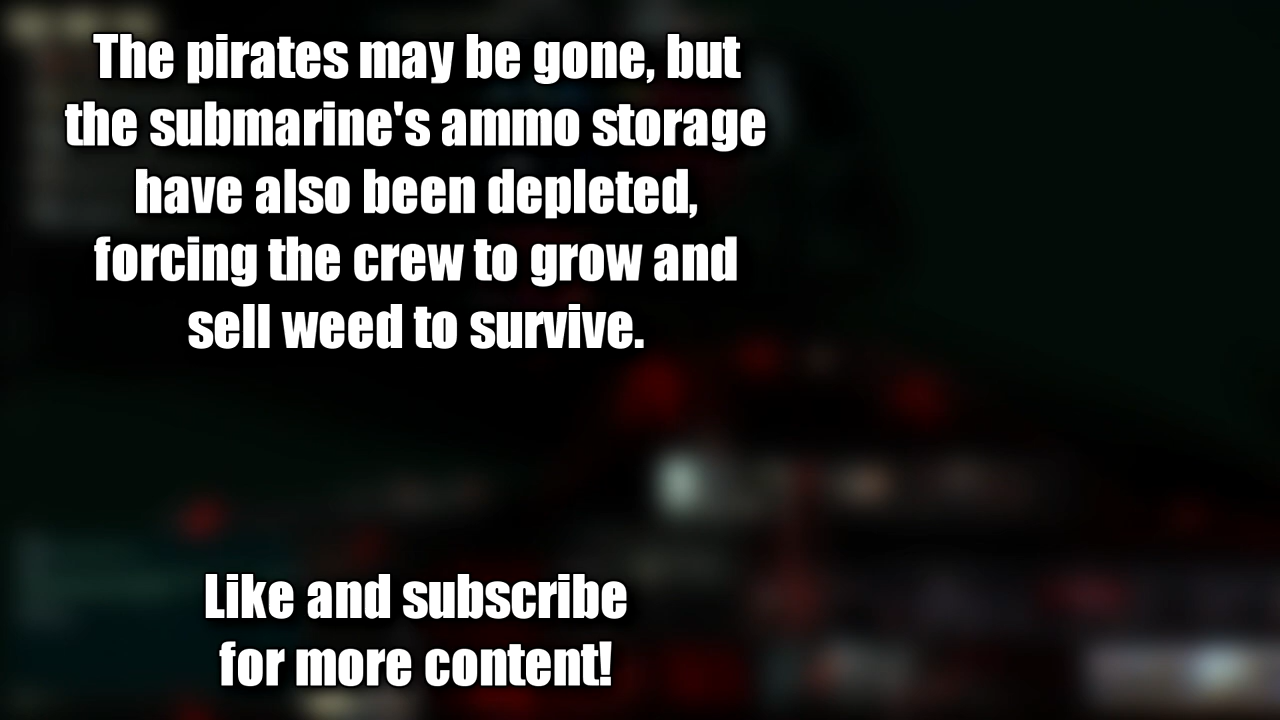 The pirates may be gone, but
the submarine's ammo storage
have also been depleted,
forcing the crew to grow and
sell weed to survive.
Like and subscribe
for more content!